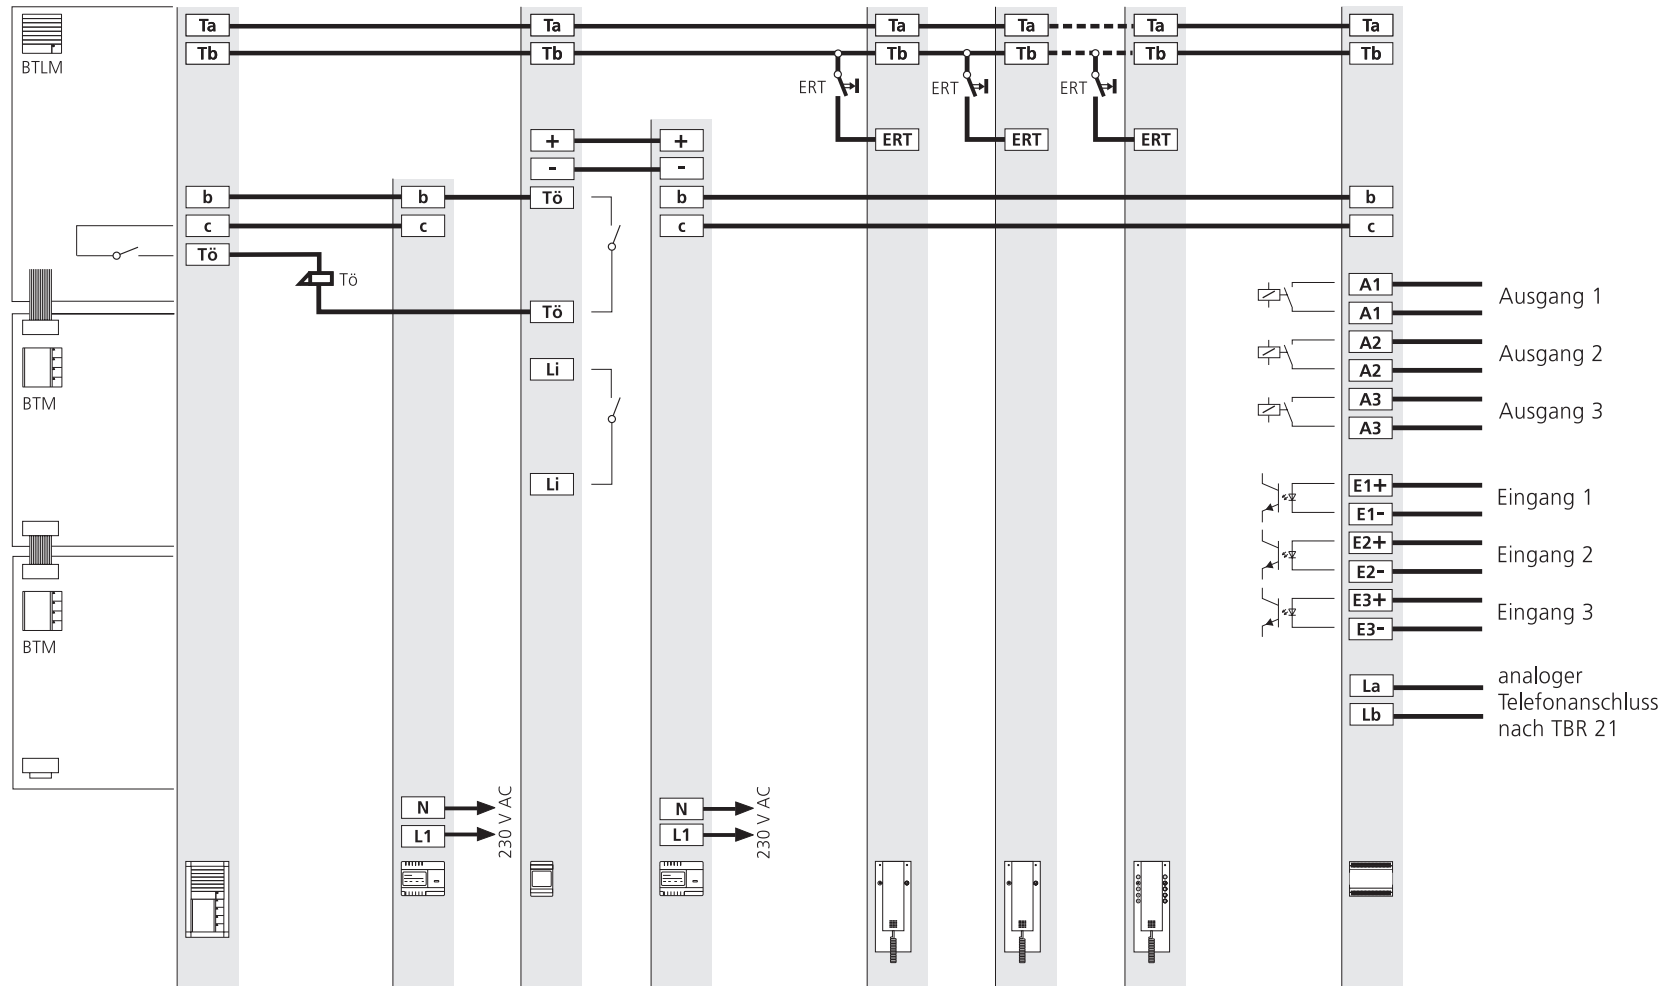 BTLM
Ta Ta Ta Ta Ta Ta
Tb Tb Tb Tb Tb Tb
ERT ERT ERT
+ + ERT ERT ERT
- -
b b Tö b b
c c c c
Tö
Tö
A1
Ausgang 1
Tö A1
A2
Ausgang 2
Li A2
BTM A3
Ausgang 3
A3
Li E1+
Eingang 1
E1-
E2+
Eingang 2
E2-
E3+
Eingang 3
E3-
BTM
La
analoger
Telefonanschluss
Lb
nach TBR 21
N N
L1 L1
230 V AC 230 V AC